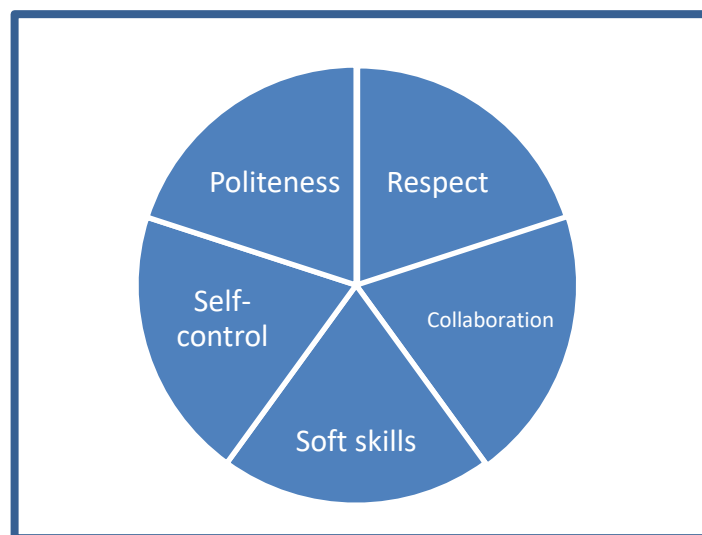 Politeness
Respect
Self-
control
Collaboration
Soft skills